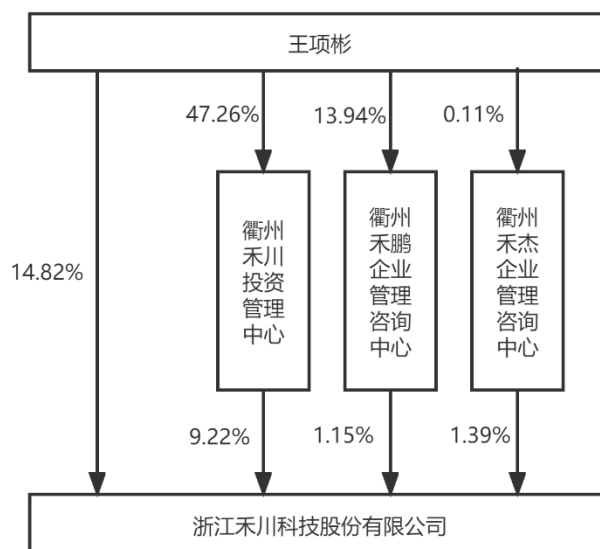 王项彬
47.26%
13.94%
0.11%
14.82%
衢州
禾川
投资
管理
中心
衢州
禾鹏
企业
管理
咨询
中心
衢州
禾杰
企业
管理
咨询
中心
9.22%
1.15%
1.39%
浙江禾川科技股份有限公司